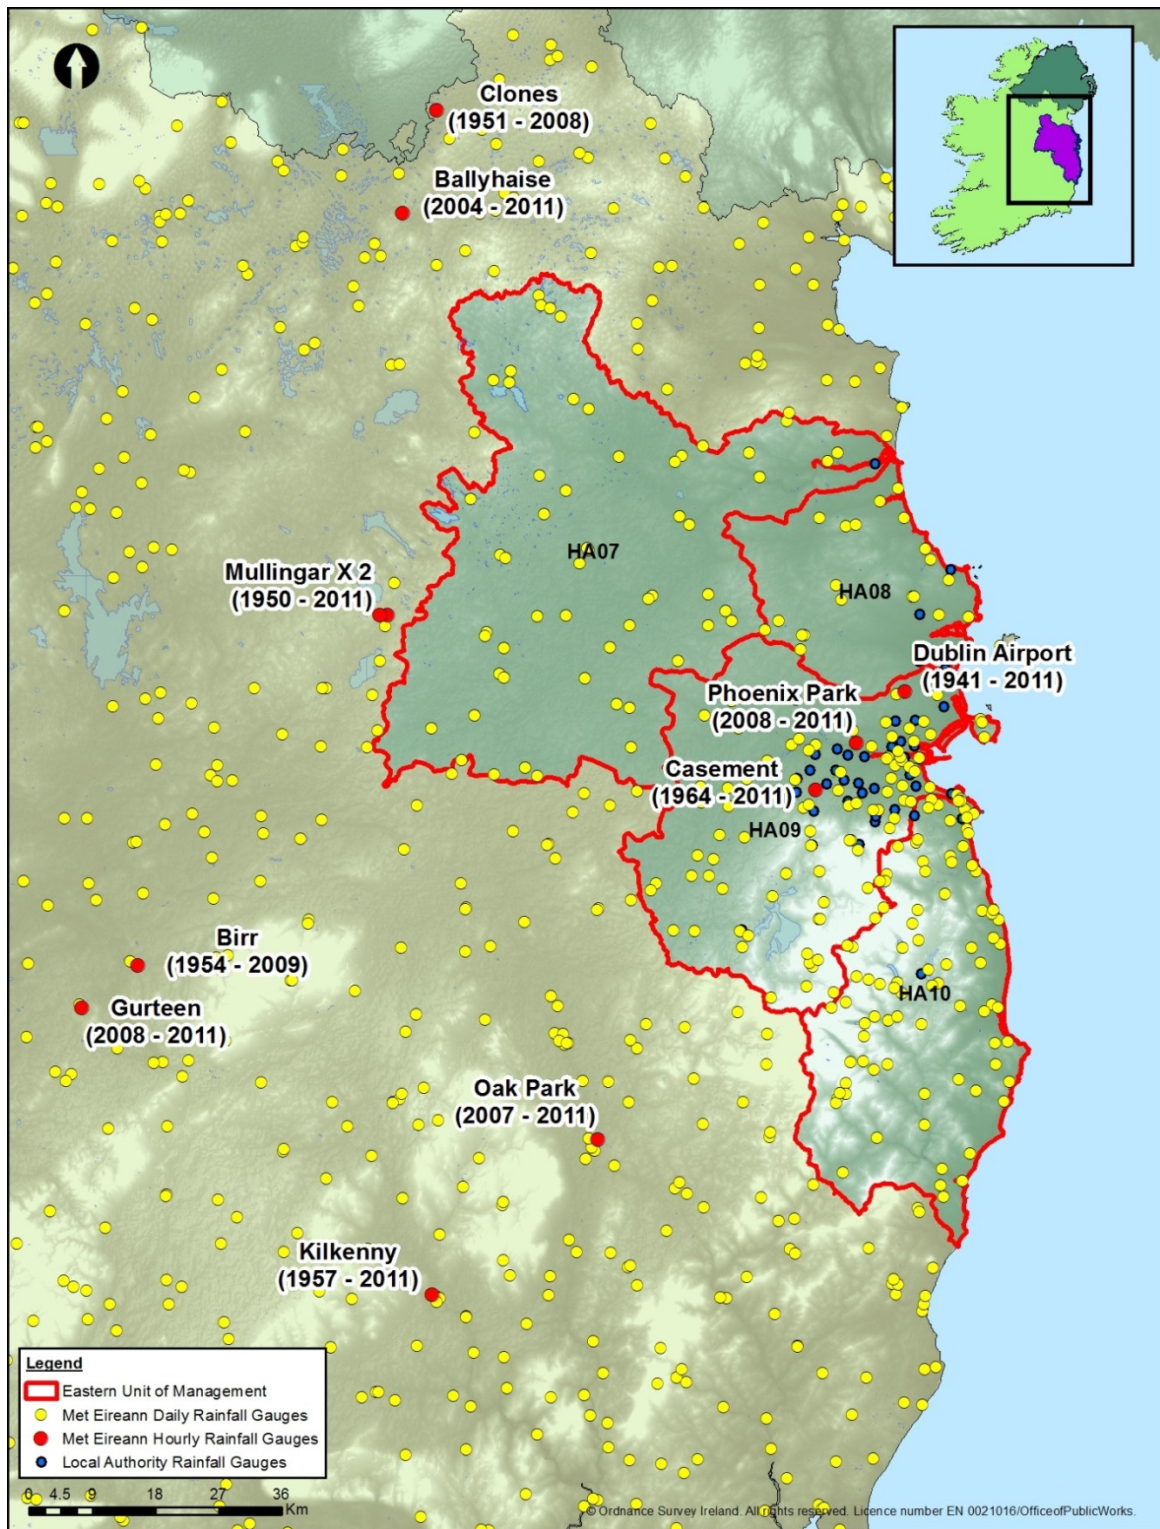 Clones
(1951 - 2008)
Ballyhaise
(2004 - 2011)
HA07
Mullingar X 2
(1950 - 2011)
HA08
Dublin Airport
(1941 - 2011)
Phoenix Park
(2008 - 2011)
Casement
(1964 - 2011)
HA09
Birr
(1954 - 2009)
HA10
Gurteen
(2008 - 2011)
Oak Park
(2007 - 2011)
Kilkenny
(1957 - 2011)
Legend
Eastern Unit of Management
Met Eireann Daily Rainfall Gauges
Met Eireann Hourly Rainfall Gauges
Local Authority Rainfall Gauges
0 4.5 9 18 27 36
Km
© Ordnance Survey Ireland. All rights reserved. Licence number EN 0021016/OfficeofPublicWorks.